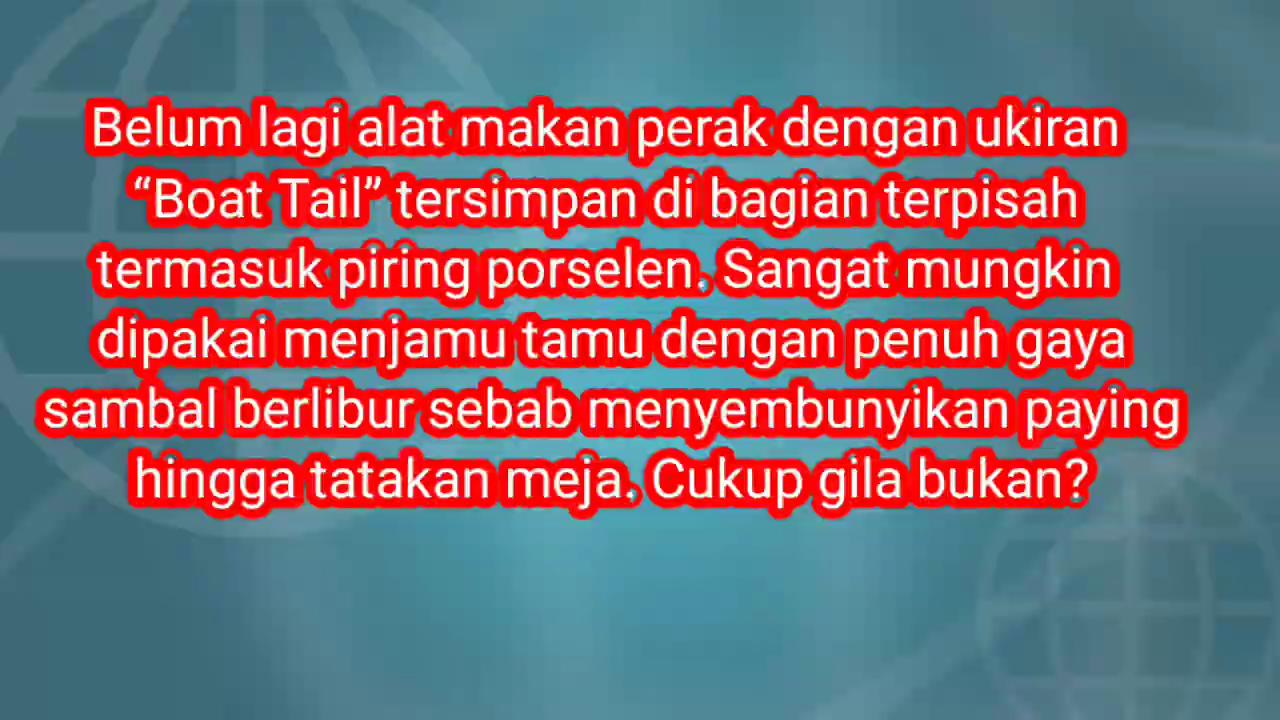 Belum lagi alat makan perak dengan ukiran
“Boat Tail” tersimpan di bagian terpisah
termasuk piring porselen. Sangat mungkin
dipakai menjamu tamu dengan penuh gaya
sambal berlibur sebab menyembunyikan paying
hingga tatakan meja. Cukup gila bukan?